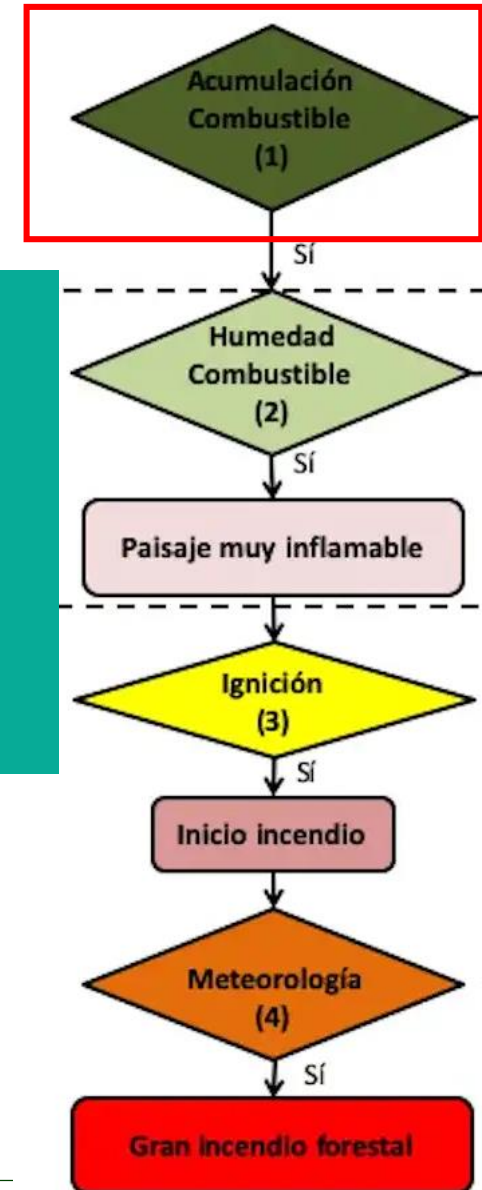 Acumulación
Combustible
(1)
Sí
Humedad
Combustible
(2)
Sí
Paisaje muy inflamable
Ignición
(3)
Sí
Inicio incendio
Meteorología
(4)
Sí
Gran incendio forestal